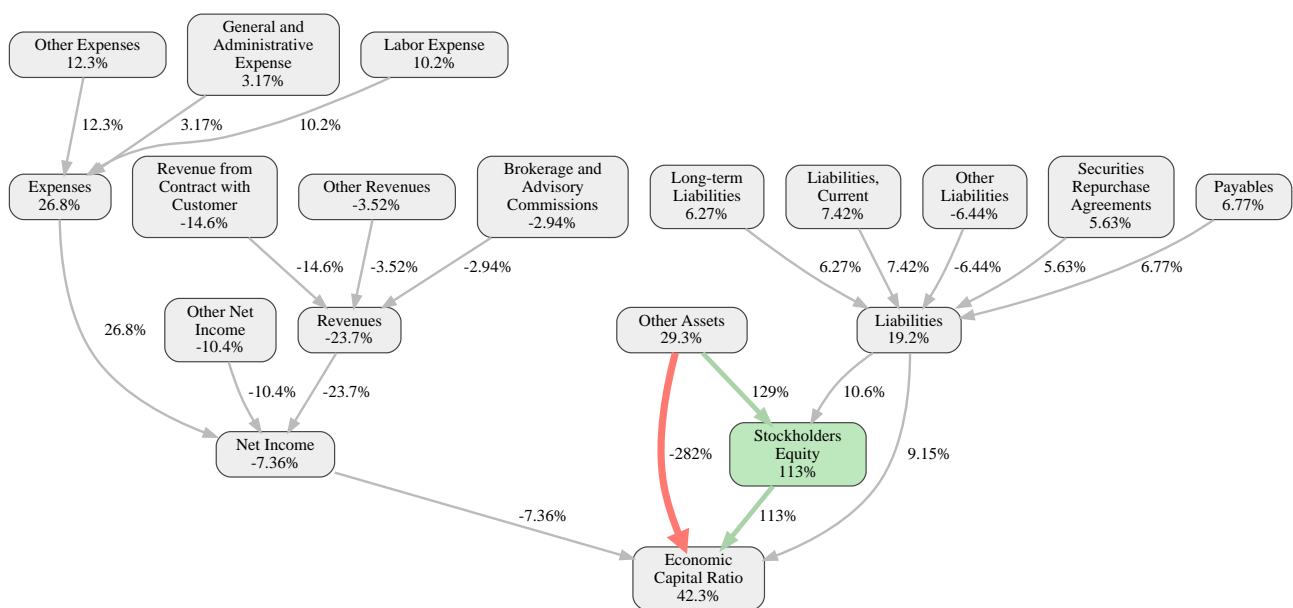 Other Expenses
12.3%
General and
Administrative
Expense
3.17%
Labor Expense
10.2%
12.3%
3.17%
10.2%
Expenses
26.8%
Revenue from
Contract with
Customer
-14.6%
Other Revenues
-3.52%
Brokerage and
Advisory
Commissions
-2.94%
Long-term
Liabilities
6.27%
Liabilities,
Current
7.42%
Other
Liabilities
-6.44%
Securities
Repurchase
Agreements
5.63%
Payables
6.77%
-14.6%
-3.52%
-2.94%
6.27%
7.42%
-6.44%
5.63%
6.77%
26.8%
Other Net
Income
-10.4%
Revenues
-23.7%
Other Assets
29.3%
Liabilities
19.2%
-10.4%
-23.7%
129%
10.6%
Net Income
-7.36%
-282%
Stockholders
Equity
113%
9.15%
-7.36%
113%
Economic
Capital Ratio
42.3%